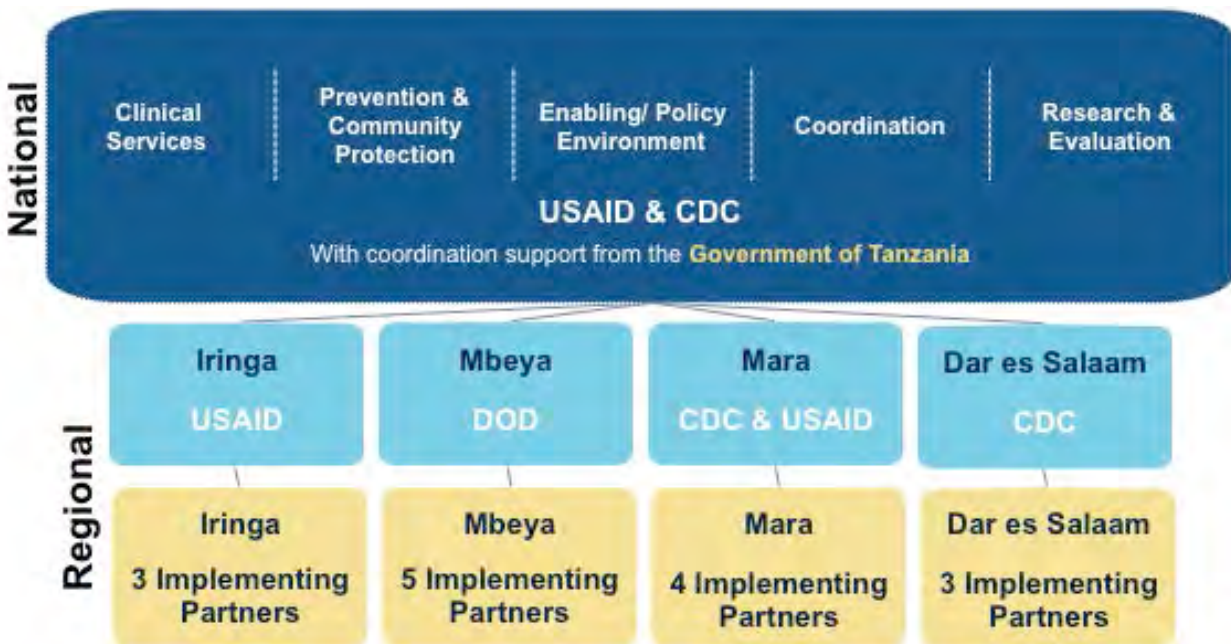 National
Clinical
Services
Prevention &
Community
Protection
Enabling/ Policy
Environment
Coordination
Research &
Evaluation
USAID & CDC
With coordination support from the Government of Tanzania
Regional
Iringa
USAID
Mbeya
DOD
Mara
CDC & USAID
Dar es Salaam
CDC
Iringa
3 Implementing
Partners
Mbeya
5 Implementing
Partners
Mara
4 Implementing
Partners
Dar es Salaam
3 Implementing
Partners